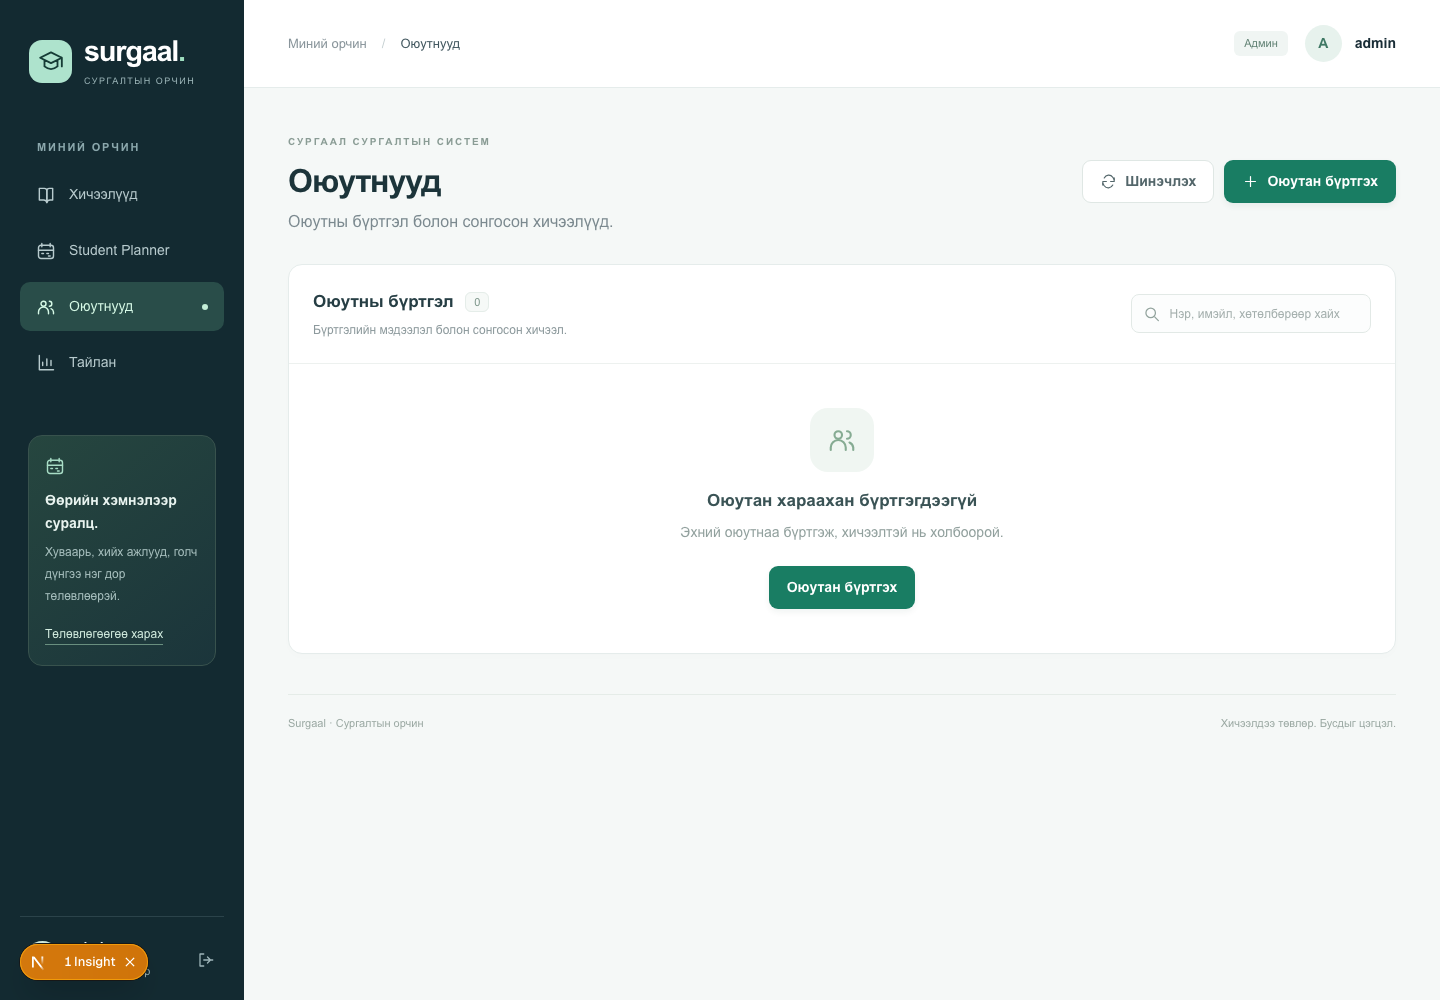 surgaal.
СУРГАЛТЫН ОРЧИН
МИНИЙ ОРЧИН
Хичээлүүд
Student Planner
Оюутнууд
Тайлан
Өөрийн хэмнэлээр
суралц.
Хуваарь, хийх ажлууд, голч
дүнгээ нэг дор
төлөвлөөрэй.
Төлөвлөгөөгөө харах
1 Insight
Миний орчин / Оюутнууд
Админ
A
admin
СУРГААЛ СУРГАЛТЫН СИСТЕМ
Оюутнууд
Оюутны бүртгэл болон сонгосон хичээлүүд.
Шинэчлэх
Оюутан бүртгэх
Оюутны бүртгэл 0
Бүртгэлийн мэдээлэл болон сонгосон хичээл.
Нэр, имэйл, хөтөлбөрөөр хайх
Оюутан хараахан бүртгэгдээгүй
Эхний оюутнаа бүртгэж, хичээлтэй нь холбоорой.
Оюутан бүртгэх
Surgaal · Сургалтын орчин
Хичээлдээ төвлөр. Бусдыг цэгцэл.